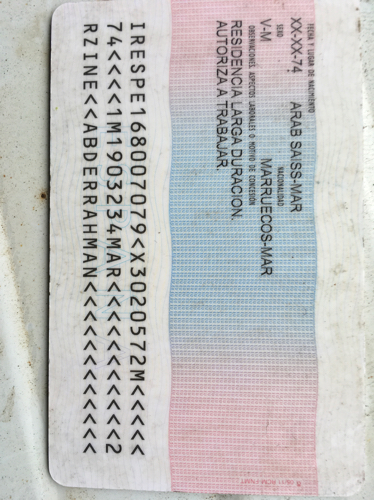 FECHA Y LUGAR DE NACIMIENTO
XX-XX-74 ARAB SAISS-MAR
SEXO NACIONALIDAD
V-M MARRUECOS-MAR
OBSERVACIONES, ASPECTOS LABORALES O MOTIVO DE CONCESIÓN
RESIDENCIA LARGA DURACION.
AUTORIZA A TRABAJAR.
IRESPE168007079<X3020572M<<<<<
74<<<<1M1903234MAR<<<<<<<<<<<2
RZINE<<ABDERRAHMAN<<<<<<<<<<<<